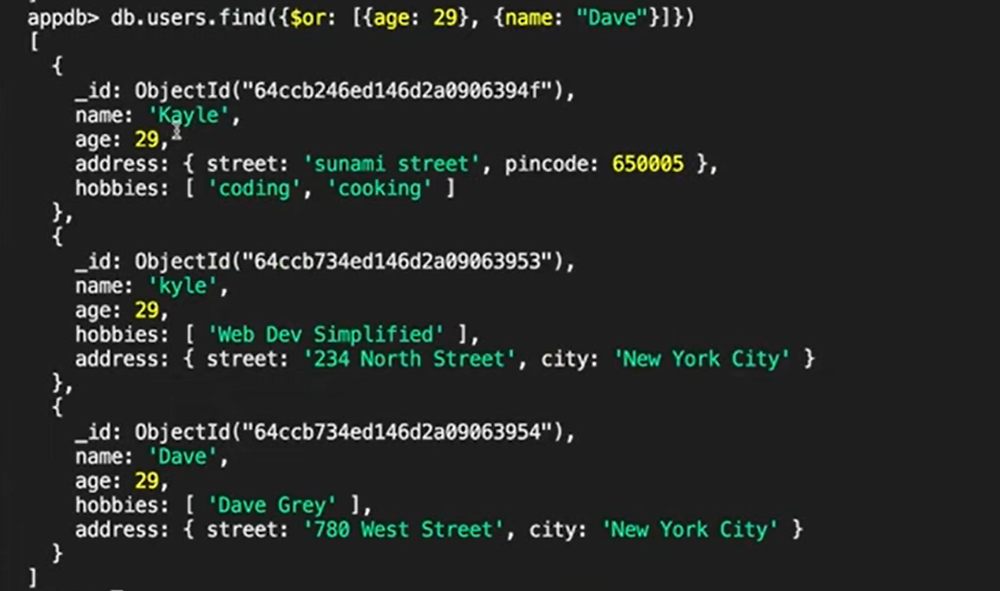 appdb> db.users.find({$or: [{age: 29}, {name: "Dave"}]})
[
  {
    _id: ObjectId("64ccb246ed146d2a0906394f"),
    name: 'Kayle',
    age: 29,
    address: { street: 'sunami street', pincode: 650005 },
    hobbies: [ 'coding', 'cooking' ]
  },
  {
    _id: ObjectId("64ccb734ed146d2a09063953"),
    name: 'kyle',
    age: 29,
    hobbies: [ 'Web Dev Simplified' ],
    address: { street: '234 North Street', city: 'New York City' }
  },
  {
    _id: ObjectId("64ccb734ed146d2a09063954"),
    name: 'Dave',
    age: 29,
    hobbies: [ 'Dave Grey' ],
    address: { street: '780 West Street', city: 'New York City' }
  }
]